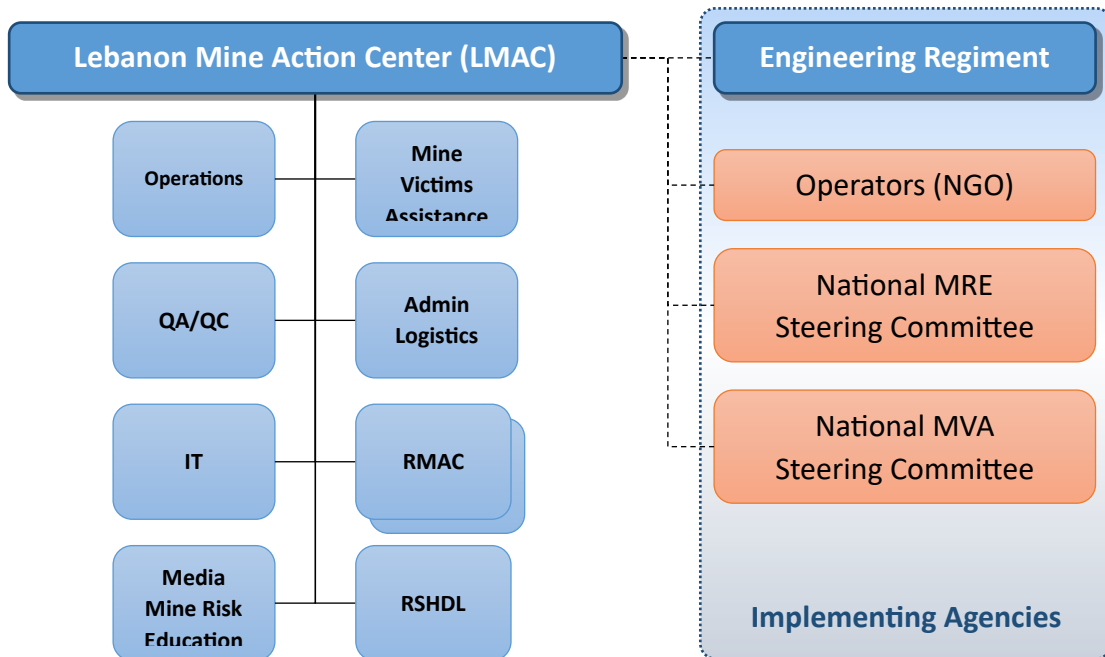 Lebanon Mine Action Center (LMAC)
Engineering Regiment
Operations
Mine
Victims
Assistance
Operators (NGO)
QA/QC
Admin
Logistics
National MRE
Steering Committee
IT
RMAC
National MVA
Steering Committee
Media
Mine Risk
Education
RSHDL
Implementing Agencies